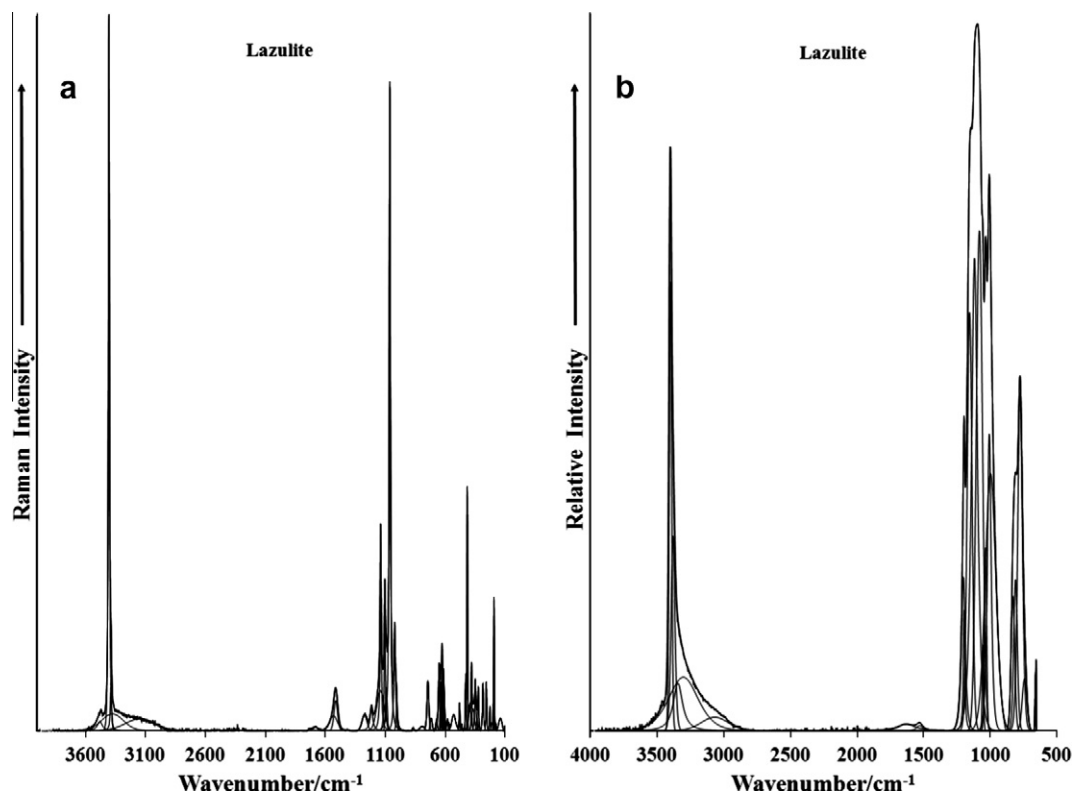 Lazulite
a
Raman Intensity
3600 3100 2600 2100 1600 1100 600 100
Wavenumber/cm-1
Lazulite
b
Relative Intensity
4000 3500 3000 2500 2000 1500 1000 500
Wavenumber/cm-1